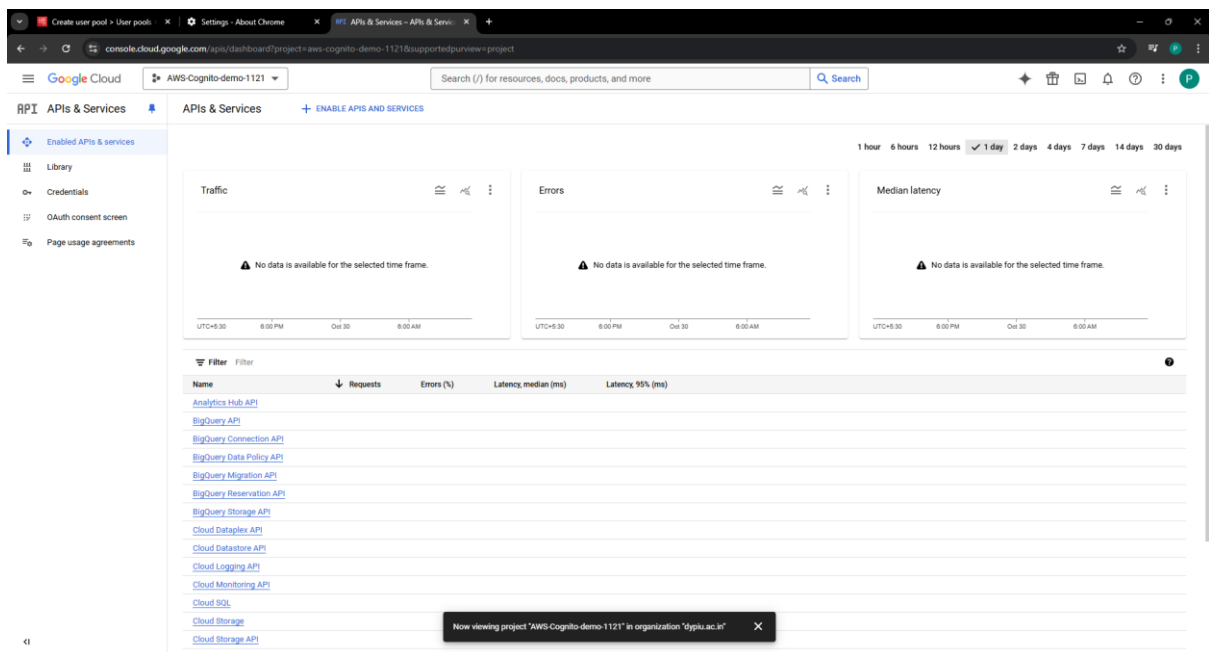 Create user pool > User pools
Settings - About Chrome
API APIs & Services – APIs & Servic
console.cloud.google.com/apis/dashboard?project=aws-cognito-demo-1121&supportedpurview=project
P
Google Cloud
AWS-Cognito-demo-1121
Search (/) for resources, docs, products, and more
Search
P
API APIs & Services
APIs & Services
ENABLE APIS AND SERVICES
Enabled APIs & services
Library
Credentials
OAuth consent screen
Page usage agreements
1 hour 6 hours 12 hours 1 day 2 days 4 days 7 days 14 days 30 days
Traffic
No data is available for the selected time frame.
UTC+5:30 6:00 PM Oct 30 6:00 AM
Errors
No data is available for the selected time frame.
UTC+5:30 6:00 PM Oct 30 6:00 AM
Median latency
No data is available for the selected time frame.
UTC+5:30 6:00 PM Oct 30 6:00 AM
Filter Filter
Name Requests Errors (%) Latency, median (ms) Latency, 95% (ms)
Analytics Hub API
BigQuery API
BigQuery Connection API
BigQuery Data Policy API
BigQuery Migration API
BigQuery Reservation API
BigQuery Storage API
Cloud Dataplex API
Cloud Datastore API
Cloud Logging API
Cloud Monitoring API
Cloud SQL
Cloud Storage
Cloud Storage API
Now viewing project "AWS-Cognito-demo-1121" in organization "dypiu.ac.in"